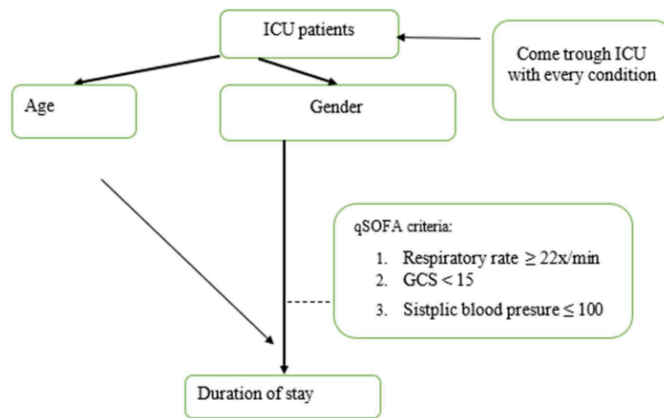 ICU patients
Come trough ICU
with every condition
Age
Gender
qSOFA criteria:
1. Respiratory rate ≥ 22x/min
2. GCS < 15
3. Sistplic blood presure ≤ 100
Duration of stay